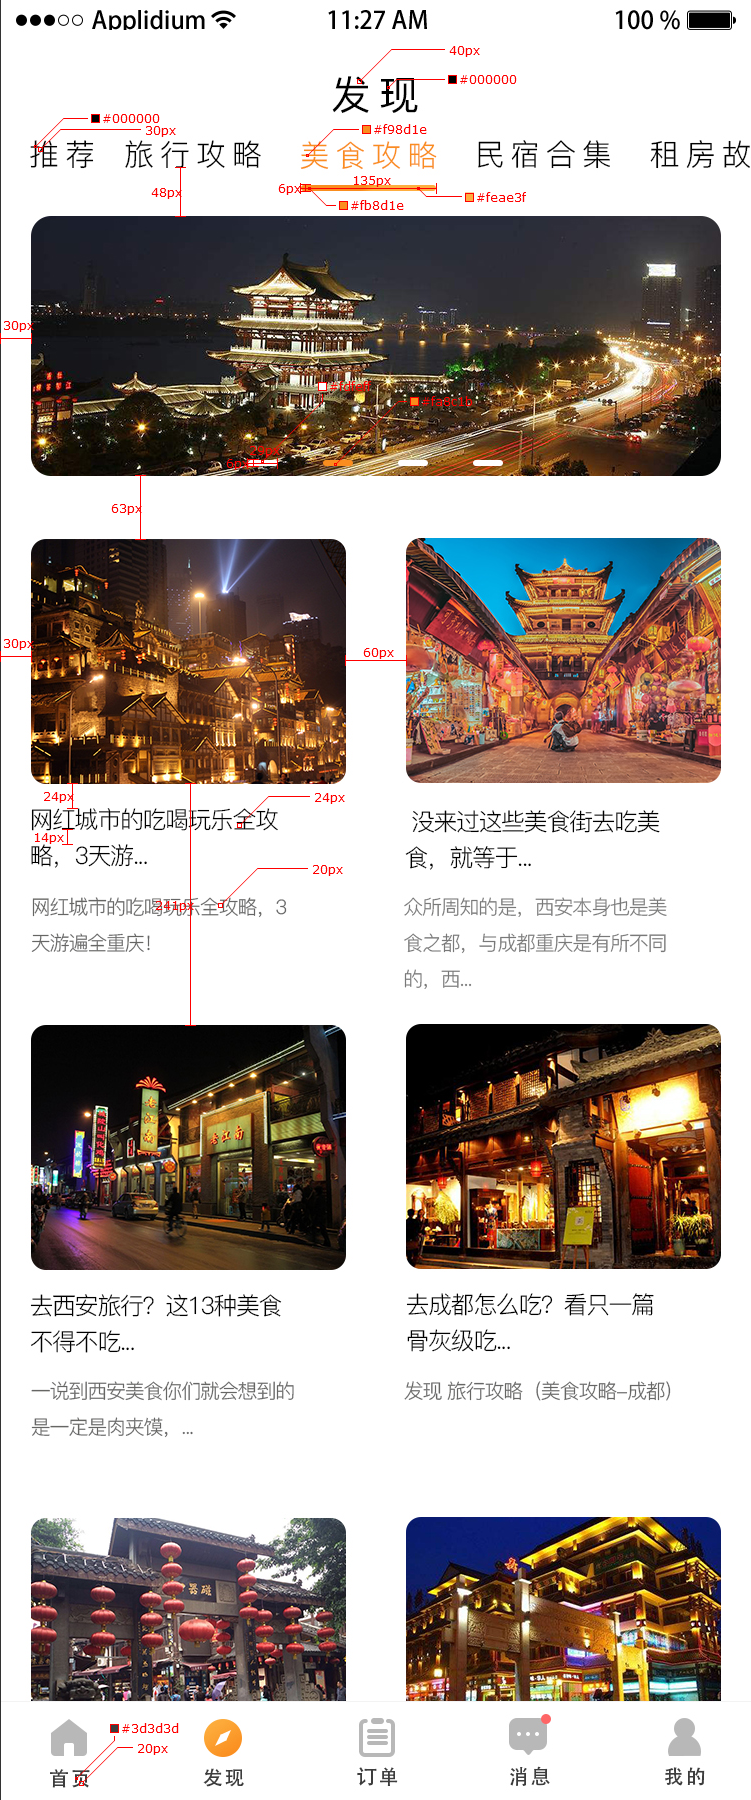 Applidium 11:27 AM 100 %
40px
发现
#000000
#000000
30px
#f98d1e
推荐 旅行攻略 美食攻略 民宿合集 租房故
135px
6px
48px
#feae3f
#fb8d1e
30px
63px
30px
60px
24px
24px
网红城市的吃喝玩乐全攻
略，3天游...
14px
没来过这些美食街去吃美
食，就等于...
20px
网红城市的吃喝玩乐全攻略，3
天游遍全重庆！
241px
众所周知的是，西安本身也是美
食之都，与成都重庆是有所不同
的，西...
老江南
去西安旅行？这13种美食
不得不吃...
去成都怎么吃？看只一篇
骨灰级吃...
一说到西安美食你们就会想到的
是一定是肉夹馍，...
发现 旅行攻略（美食攻略-成都）
器磁
#3d3d3d
20px
首页 发现 订单 消息 我的